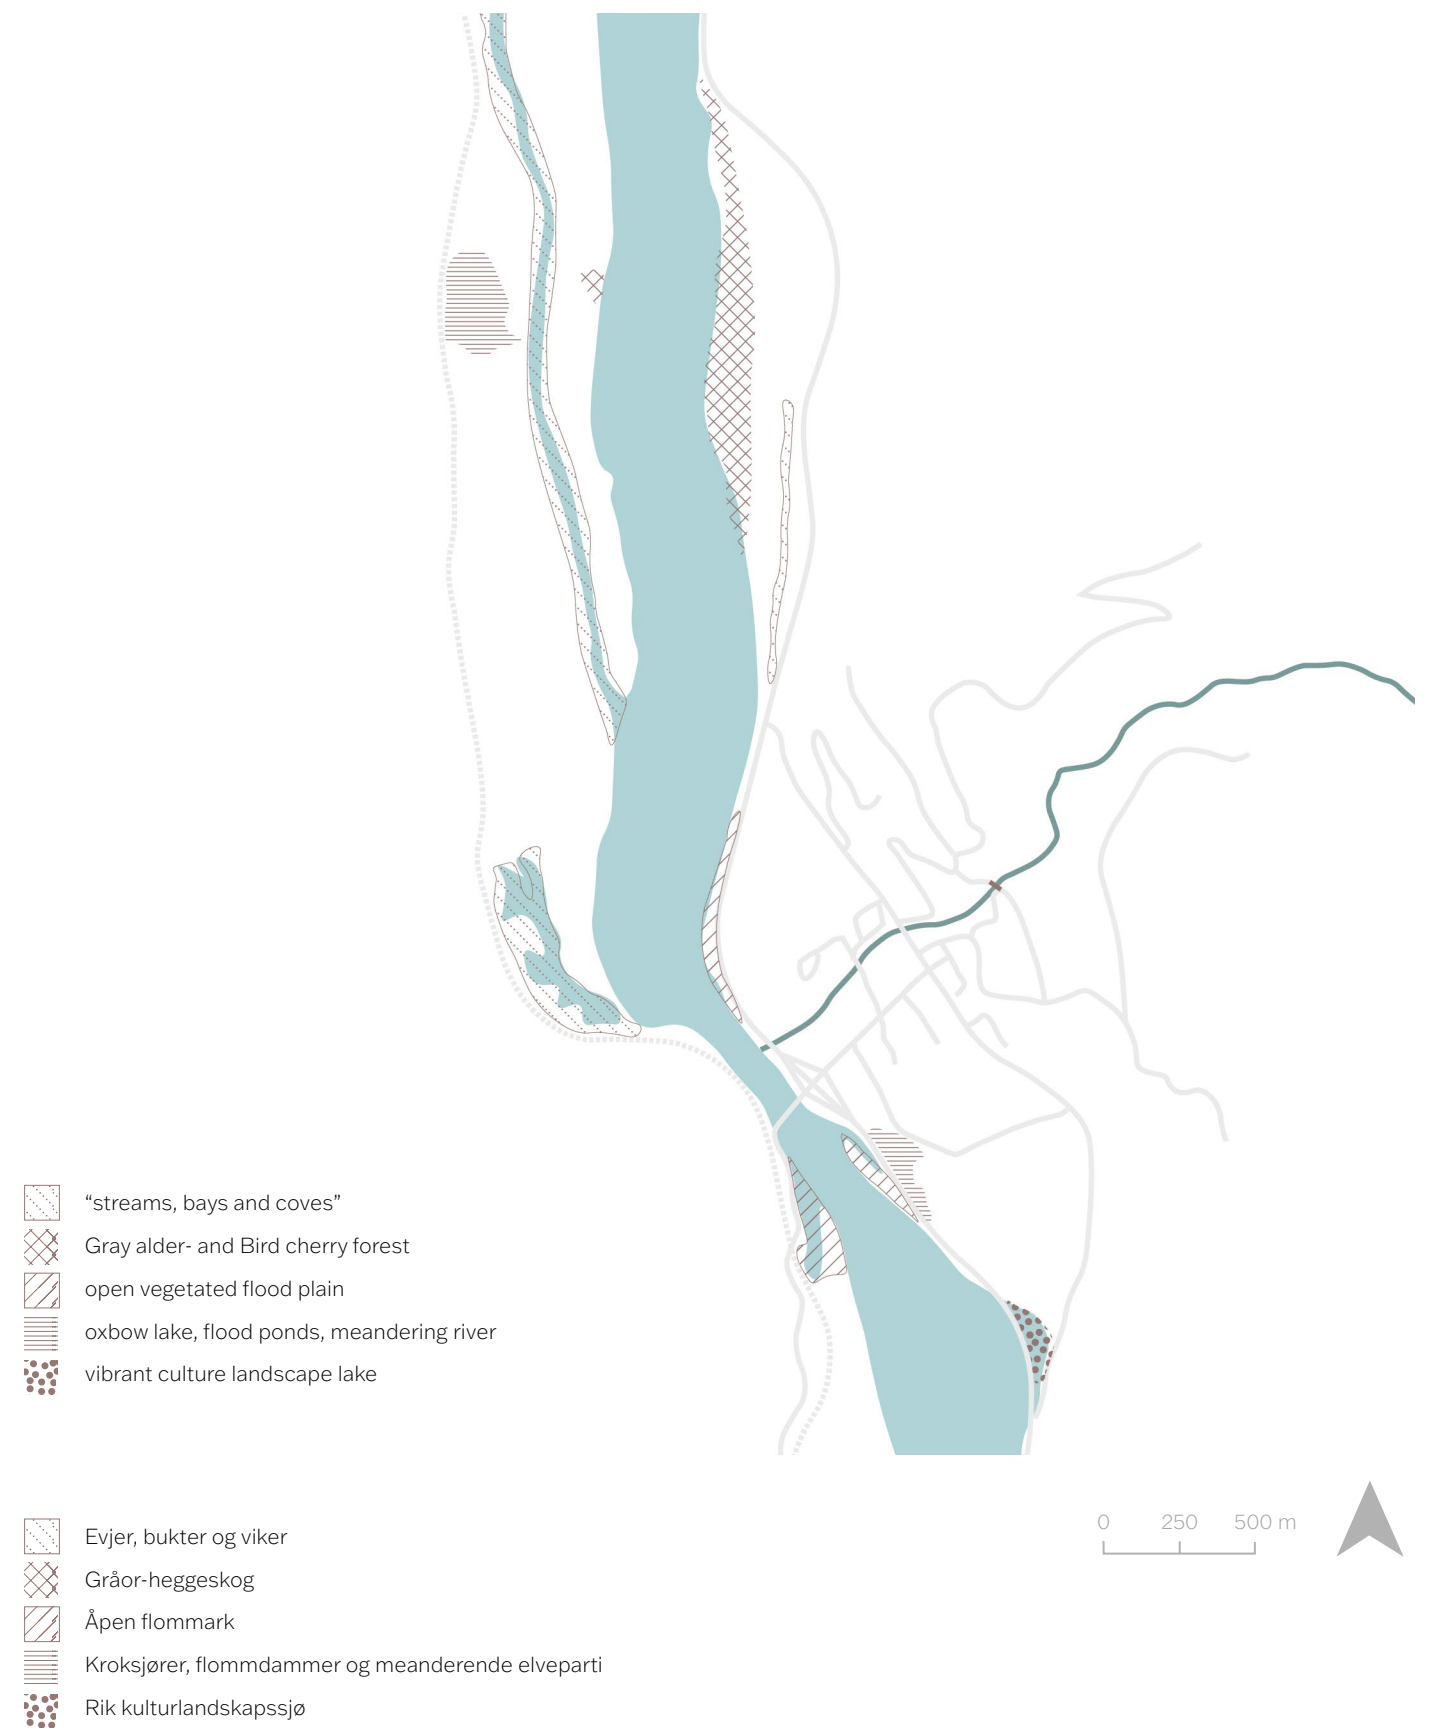 “streams, bays and coves”
Gray alder- and Bird cherry forest
open vegetated flood plain
oxbow lake, flood ponds, meandering river
vibrant culture landscape lake
0 250 500 m
Evjer, bukter og viker
Gråor-heggeskog
Åpen flommark
Kroksjører, flommdammer og meanderende elveparti
Rik kulturlandskapssjø